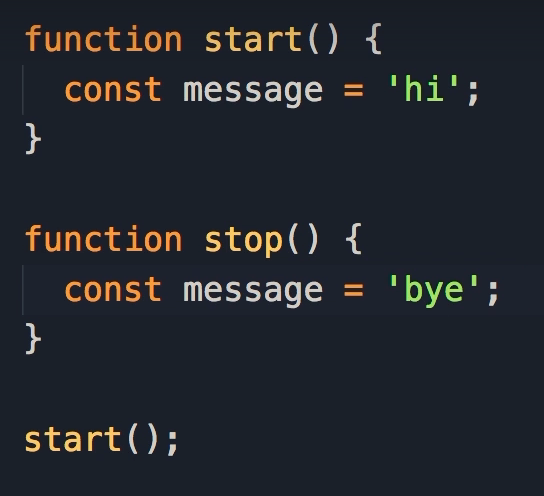 function start() {
  const message = 'hi';
}

function stop() {
  const message = 'bye';
}

start();